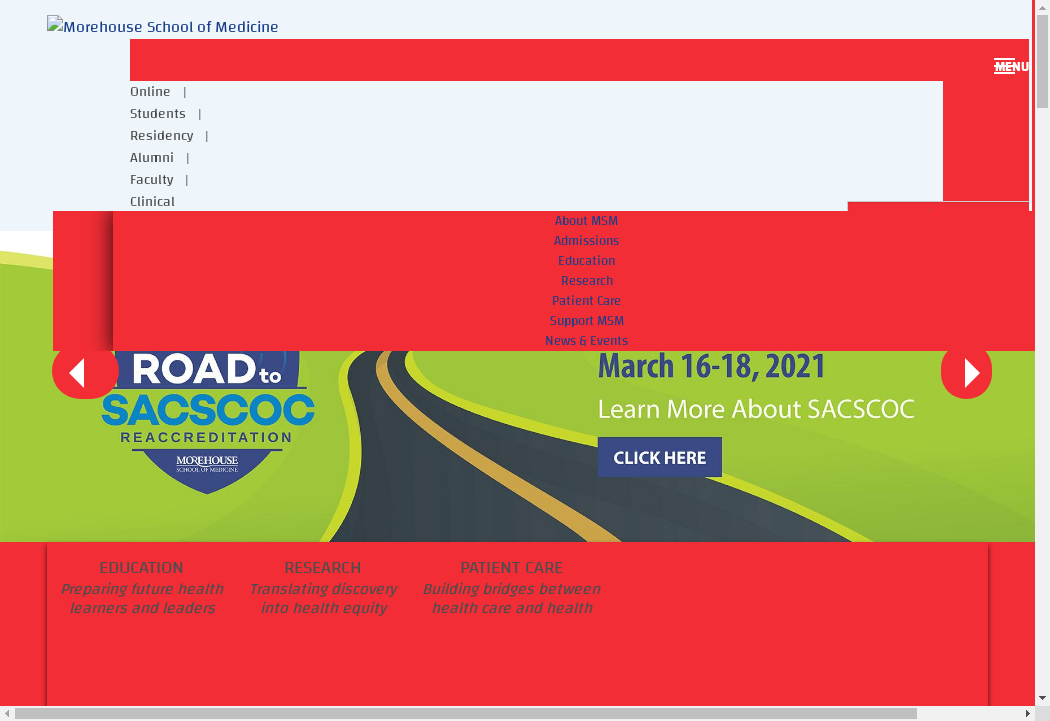 Morehouse School of Medicine
MENU
Online |
Students |
Residency |
Alumni |
Faculty |
Clinical
About MSM
Admissions
Education
Research
Patient Care
Support MSM
News & Events
ROAD to
SACSCOC
REACCREDITATION
MOREHOUSE
SCHOOL OF MEDICINE
March 16-18, 2021
Learn More About SACSCOC
CLICK HERE
EDUCATION
Preparing future health
learners and leaders
RESEARCH
Translating discovery
into health equity
PATIENT CARE
Building bridges between
health care and health